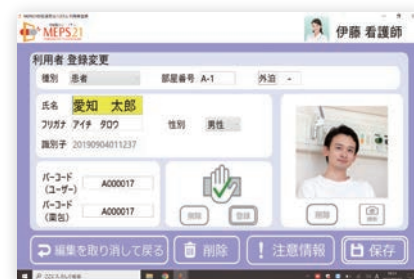 MEPS21
伊藤 看護師
利用者 登録変更
種別 患者
部屋番号 A-1
外泊 -
氏名 愛知 太郎
フリガナ アイチ タロウ
性別 男性
識別子 20190904011237
バーコード
(ユーザー)
A000017
バーコード
(薬包)
A000017
削除
登録
削除
編集を取り消して戻る
削除
注意情報
保存